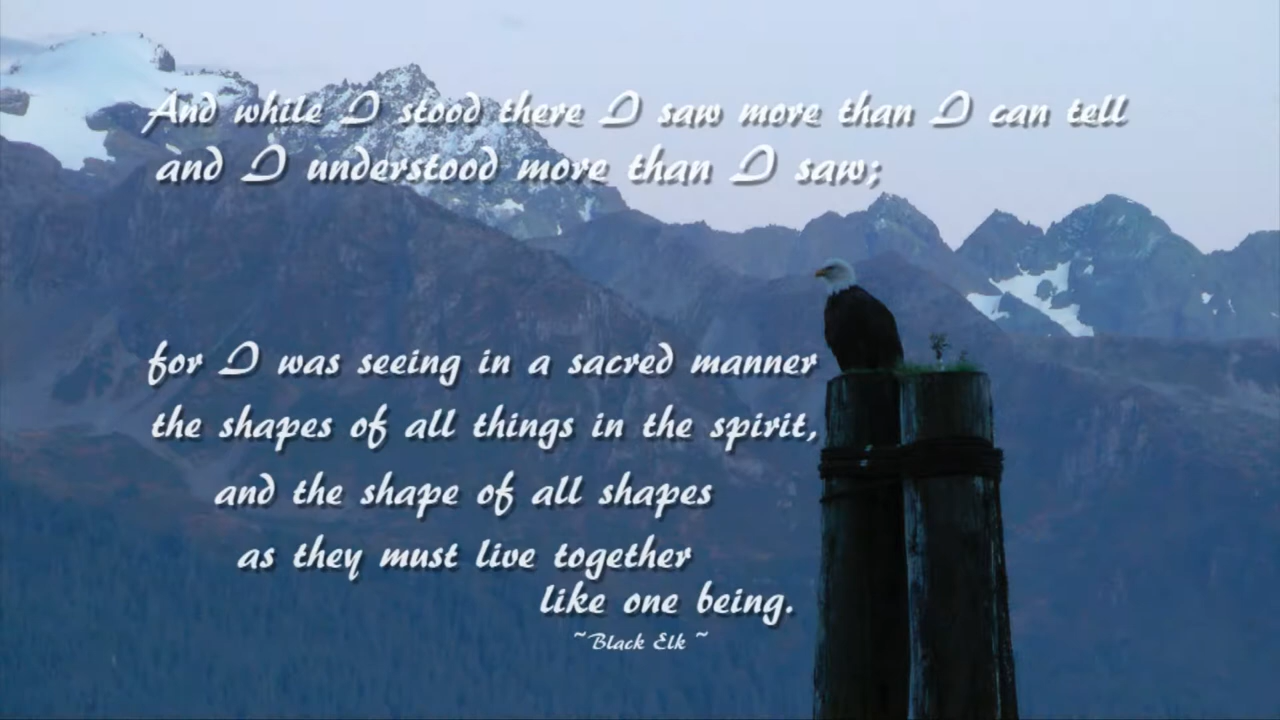 And while I stood there I saw more than I can tell
and I understood more than I saw;
for I was seeing in a sacred manner
the shapes of all things in the spirit,
and the shape of all shapes
as they must live together
like one being.
~Black Elk ~